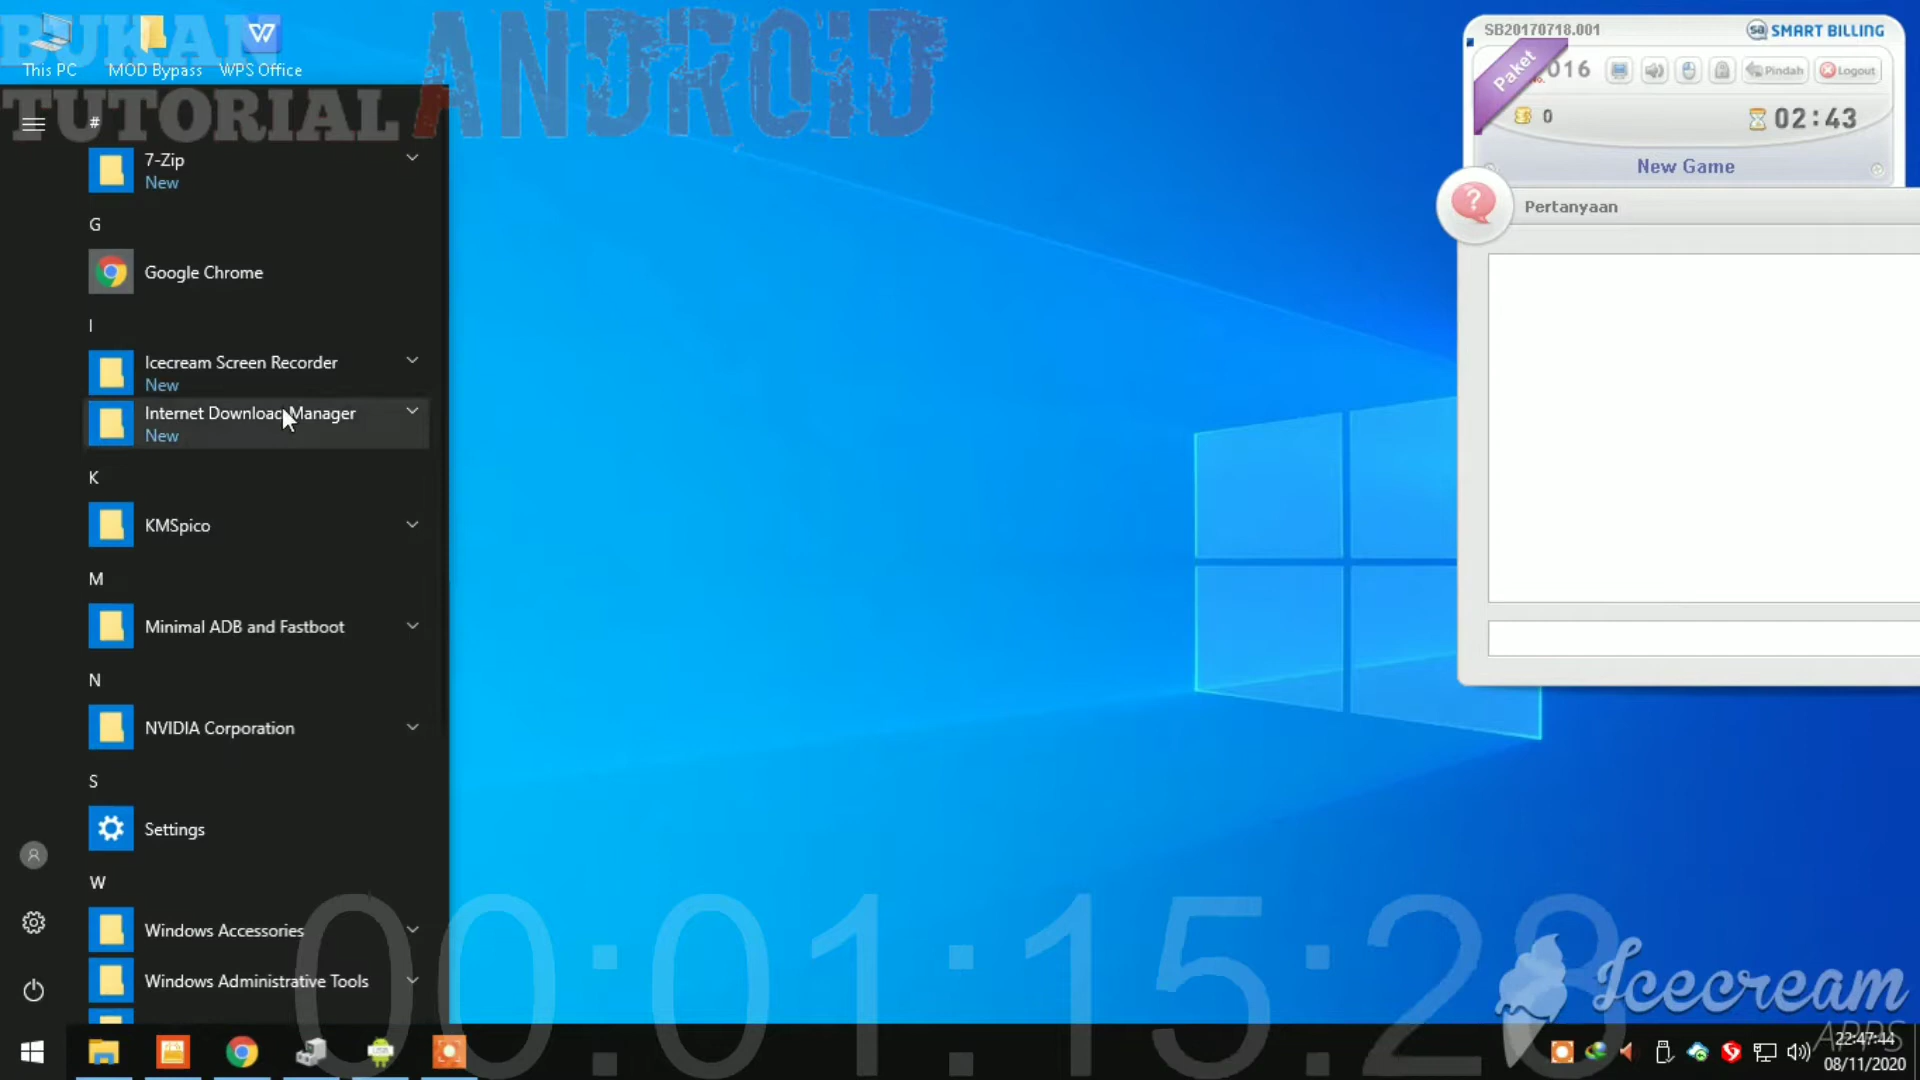 BUKAN
TUTORIAL
ANDROID
This PC
MOD Bypass
WPS Office
#
7-Zip
New
G
Google Chrome
I
Icecream Screen Recorder
New
Internet Download Manager
New
K
KMSpico
M
Minimal ADB and Fastboot
N
NVIDIA Corporation
S
Settings
W
Windows Accessories
Windows Administrative Tools
SB20170718.001
SMART BILLING
Paket
016
Pindah
Logout
0
02:43
New Game
Pertanyaan
00:01:15:28
Icecream
APPS
22:47:44
08/11/2020